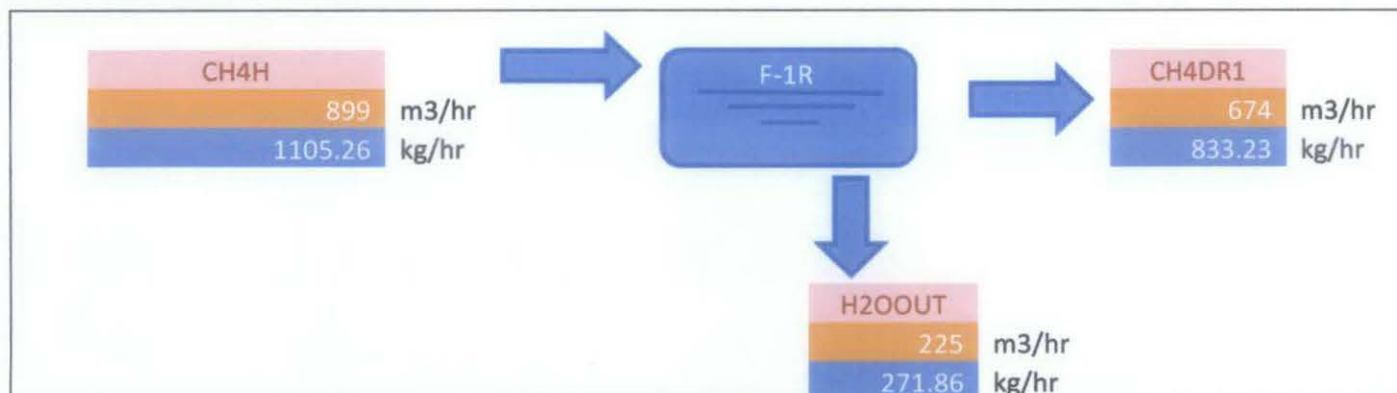 CH4H
899 m3/hr
1105.26 kg/hr
F-1R
CH4DR1
674 m3/hr
833.23 kg/hr
H2OOUT
225 m3/hr
271.86 kg/hr